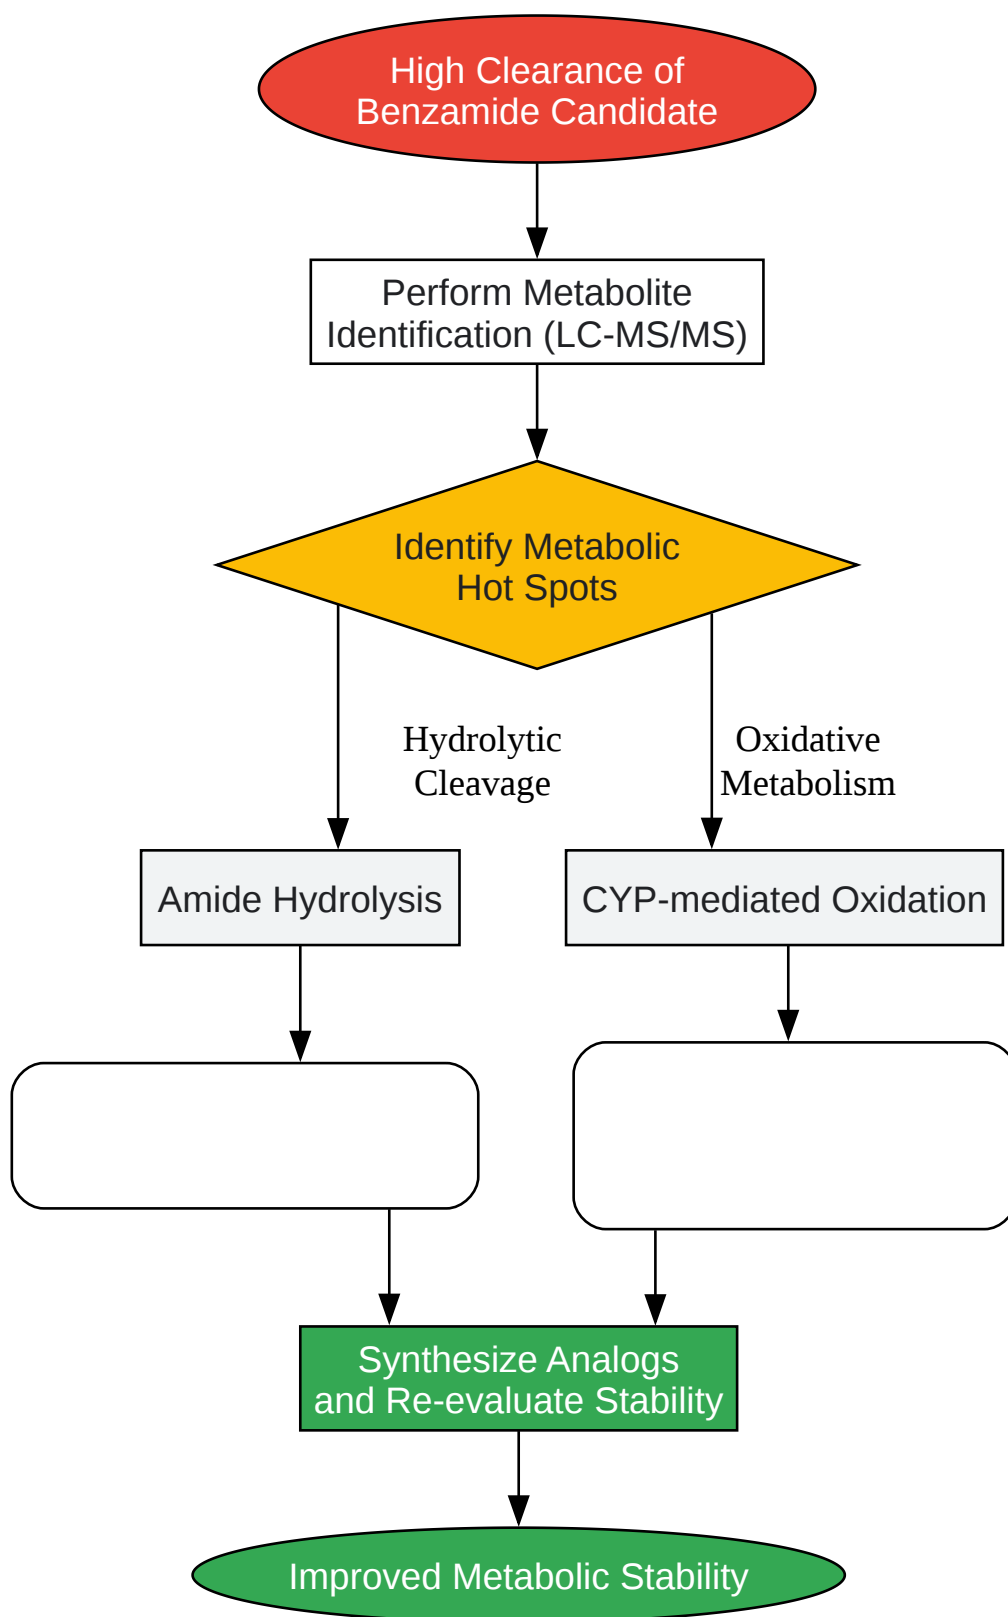 High Clearance of
Benzamide Candidate
Perform Metabolite
Identification (LC-MS/MS)
Identify Metabolic
Hot Spots
Hydrolytic
Cleavage
Oxidative
Metabolism
Amide Hydrolysis
CYP-mediated Oxidation
Synthesize Analogs
and Re-evaluate Stability
Improved Metabolic Stability